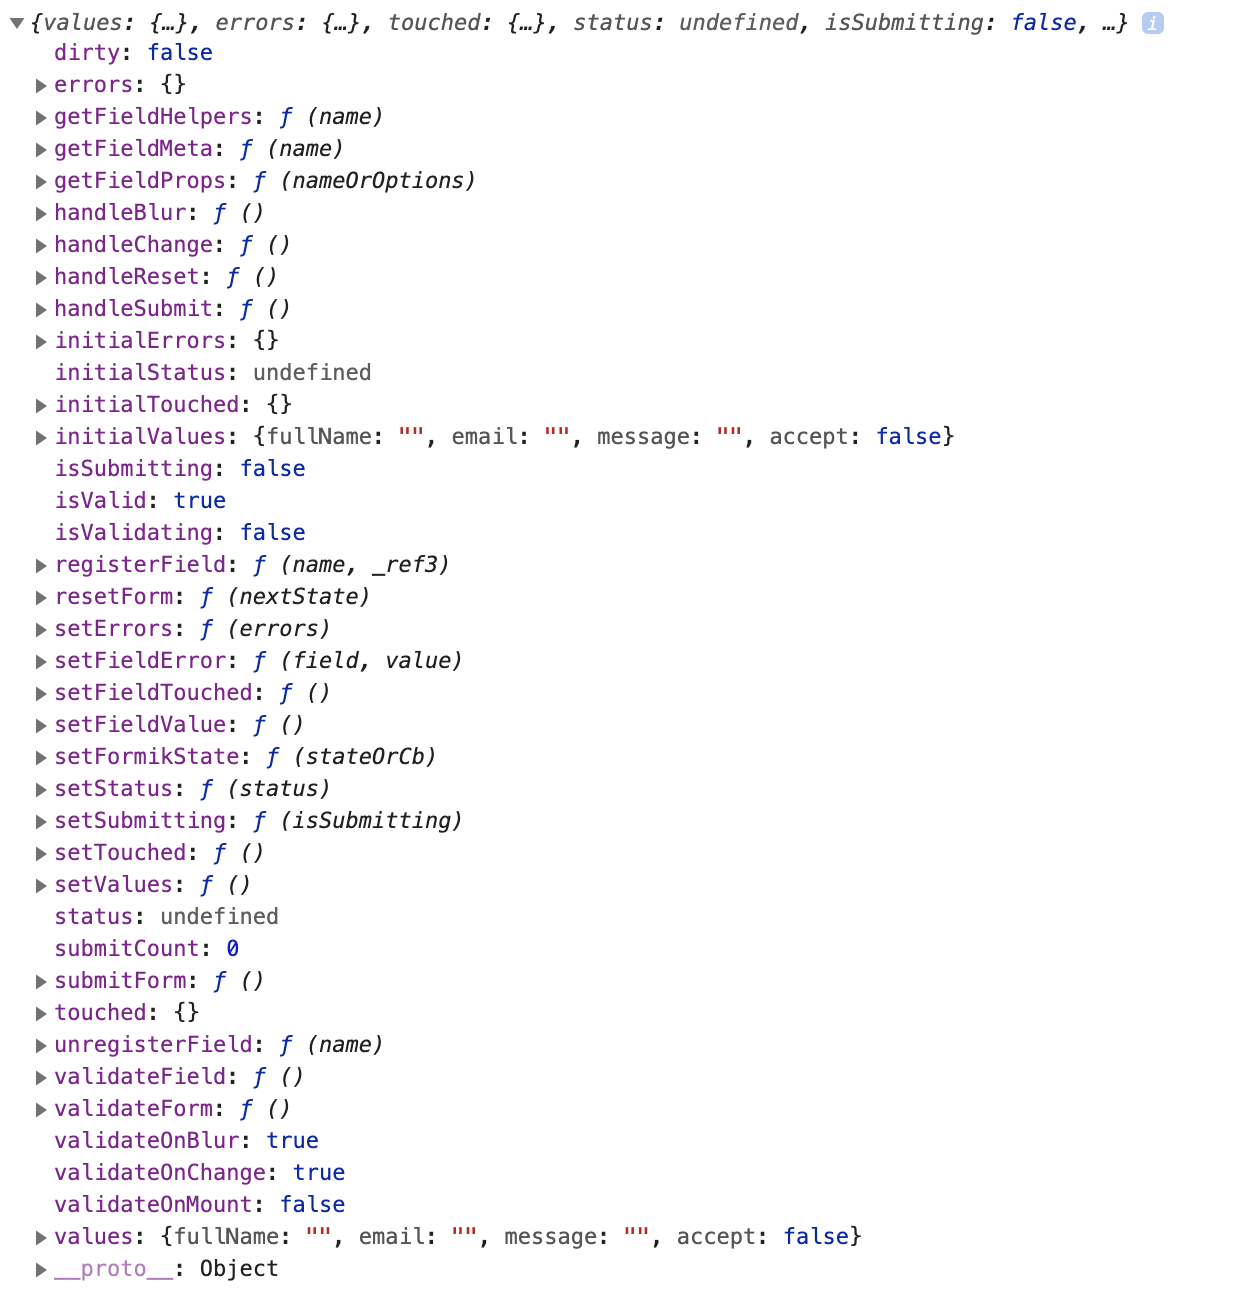 {values: {…}, errors: {…}, touched: {…}, status: undefined, isSubmitting: false, …} i
dirty: false
errors: {}
getFieldHelpers: ƒ (name)
getFieldMeta: ƒ (name)
getFieldProps: ƒ (nameOrOptions)
handleBlur: ƒ ()
handleChange: ƒ ()
handleReset: ƒ ()
handleSubmit: ƒ ()
initialErrors: {}
initialStatus: undefined
initialTouched: {}
initialValues: {fullName: "", email: "", message: "", accept: false}
isSubmitting: false
isValid: true
isValidating: false
registerField: ƒ (name, _ref3)
resetForm: ƒ (nextState)
setErrors: ƒ (errors)
setFieldError: ƒ (field, value)
setFieldTouched: ƒ ()
setFieldValue: ƒ ()
setFormikState: ƒ (stateOrCb)
setStatus: ƒ (status)
setSubmitting: ƒ (isSubmitting)
setTouched: ƒ ()
setValues: ƒ ()
status: undefined
submitCount: 0
submitForm: ƒ ()
touched: {}
unregisterField: ƒ (name)
validateField: ƒ ()
validateForm: ƒ ()
validateOnBlur: true
validateOnChange: true
validateOnMount: false
values: {fullName: "", email: "", message: "", accept: false}
__proto__: Object